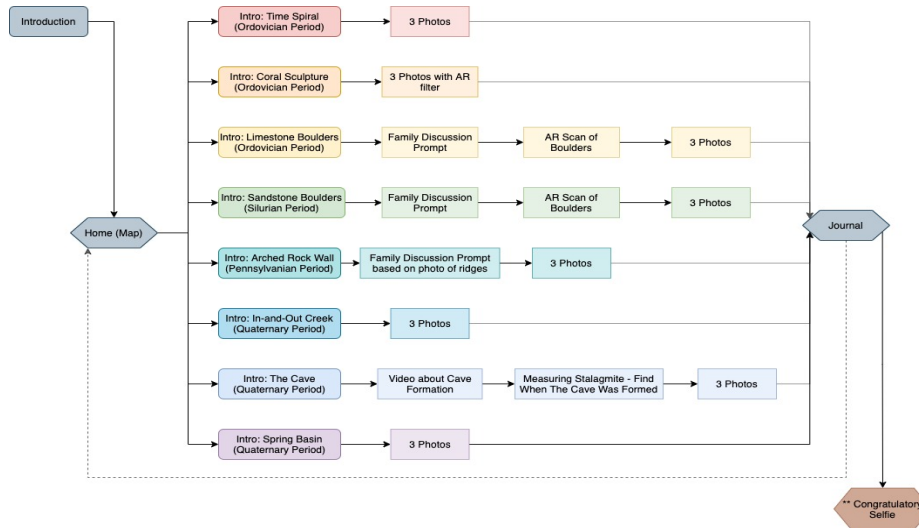 Introduction
Intro: Time Spiral
(Ordovician Period)
3 Photos
Intro: Coral Sculpture
(Ordovician Period)
3 Photos with AR
filter
Intro: Limestone Boulders
(Ordovician Period)
Family Discussion
Prompt
AR Scan of
Boulders
3 Photos
Intro: Sandstone Boulders
(Silurian Period)
Family Discussion
Prompt
AR Scan of
Boulders
3 Photos
Home (Map)
Journal
Intro: Arched Rock Wall
(Pennsylvanian Period)
Family Discussion Prompt
based on photo of ridges
3 Photos
Intro: In-and-Out Creek
(Quaternary Period)
3 Photos
Intro: The Cave
(Quaternary Period)
Video about Cave
Formation
Measuring Stalagmite - Find
When The Cave Was Formed
3 Photos
Intro: Spring Basin
(Quaternary Period)
3 Photos
** Congratulatory
Selfie